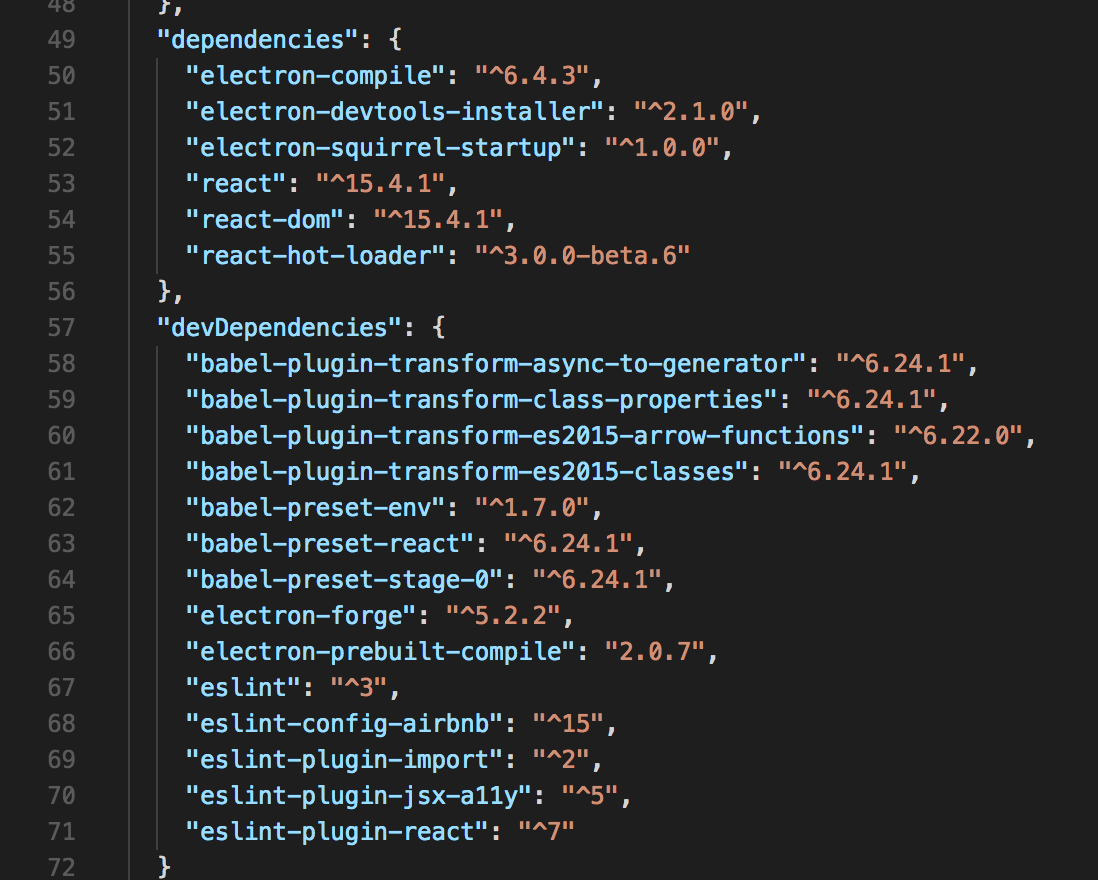 48 },
49 "dependencies": {
50 "electron-compile": "^6.4.3",
51 "electron-devtools-installer": "^2.1.0",
52 "electron-squirrel-startup": "^1.0.0",
53 "react": "^15.4.1",
54 "react-dom": "^15.4.1",
55 "react-hot-loader": "^3.0.0-beta.6"
56 },
57 "devDependencies": {
58 "babel-plugin-transform-async-to-generator": "^6.24.1",
59 "babel-plugin-transform-class-properties": "^6.24.1",
60 "babel-plugin-transform-es2015-arrow-functions": "^6.22.0",
61 "babel-plugin-transform-es2015-classes": "^6.24.1",
62 "babel-preset-env": "^1.7.0",
63 "babel-preset-react": "^6.24.1",
64 "babel-preset-stage-0": "^6.24.1",
65 "electron-forge": "^5.2.2",
66 "electron-prebuilt-compile": "2.0.7",
67 "eslint": "^3",
68 "eslint-config-airbnb": "^15",
69 "eslint-plugin-import": "^2",
70 "eslint-plugin-jsx-a11y": "^5",
71 "eslint-plugin-react": "^7"
72 }